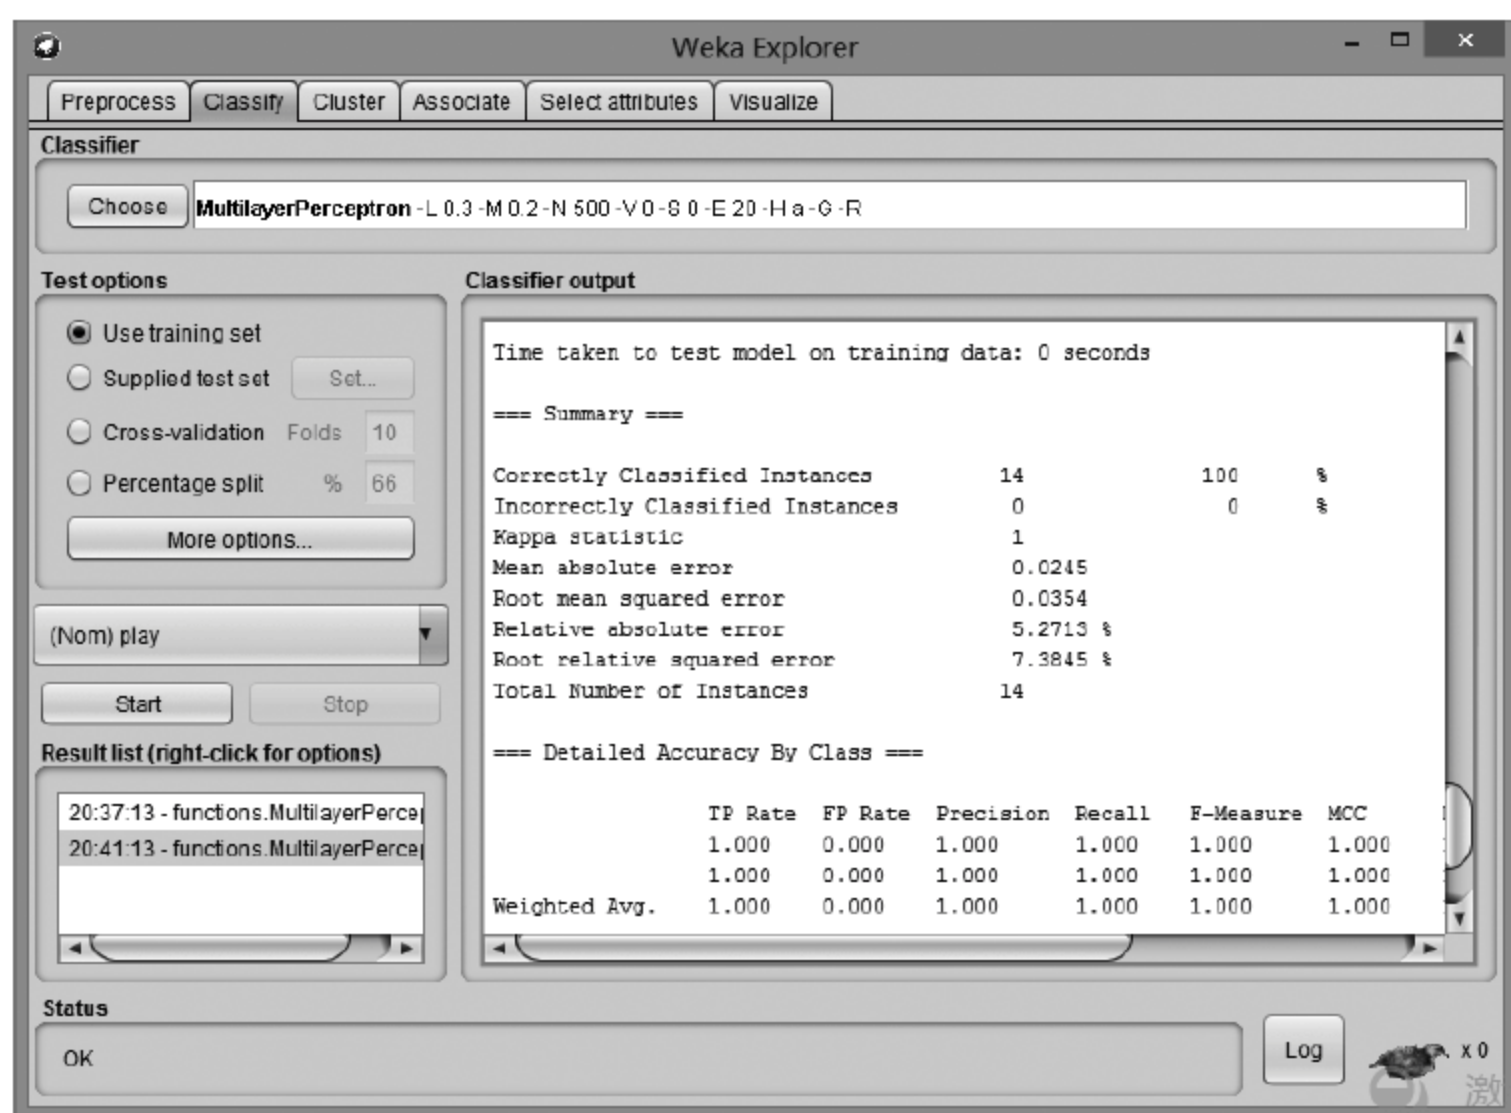 Weka Explorer
Preprocess Classify Cluster Associate Select attributes Visualize
Classifier
Choose MultilayerPerceptron -L 0.3 -M 0.2 -N 500 -V 0 -S 0 -E 20 -H a -G -R
Test options
Use training set
Supplied test set Set...
Cross-validation Folds 10
Percentage split % 66
More options...
(Nom) play
Start Stop
Result list (right-click for options)
20:37:13 - functions.MultilayerPercep
20:41:13 - functions.MultilayerPercep
Classifier output
Time taken to test model on training data: 0 seconds
=== Summary ===
Correctly Classified Instances 14 100 %
Incorrectly Classified Instances 0 0 %
Kappa statistic 1
Mean absolute error 0.0245
Root mean squared error 0.0354
Relative absolute error 5.2713 %
Root relative squared error 7.3845 %
Total Number of Instances 14
=== Detailed Accuracy By Class ===
TP Rate FP Rate Precision Recall F-Measure MCC
1.000 0.000 1.000 1.000 1.000 1.000
1.000 0.000 1.000 1.000 1.000 1.000
Weighted Avg. 1.000 0.000 1.000 1.000 1.000 1.000
Status
OK
Log
x 0
激